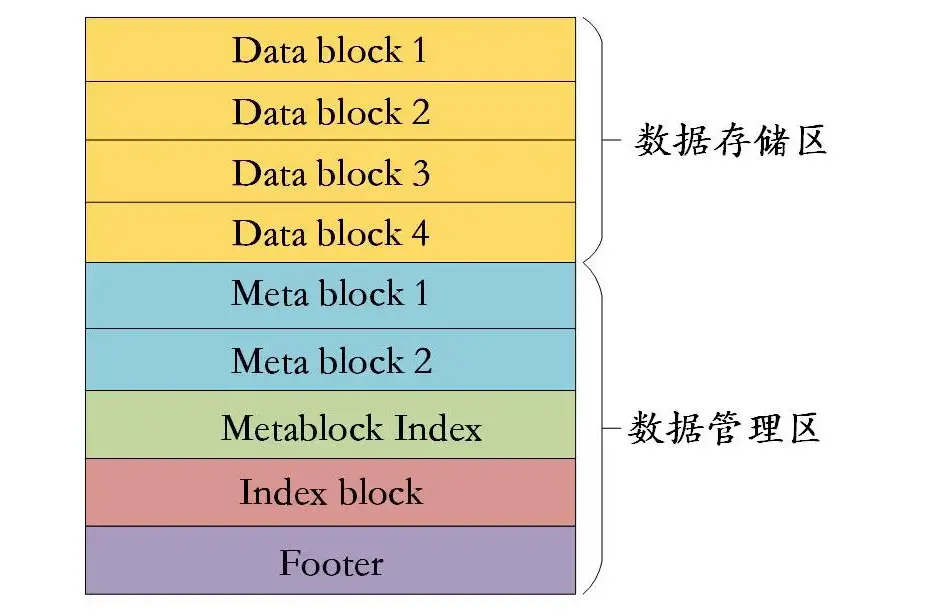 Data block 1
Data block 2
数据存储区
Data block 3
Data block 4
Meta block 1
Meta block 2
Metablock Index
数据管理区
Index block
Footer